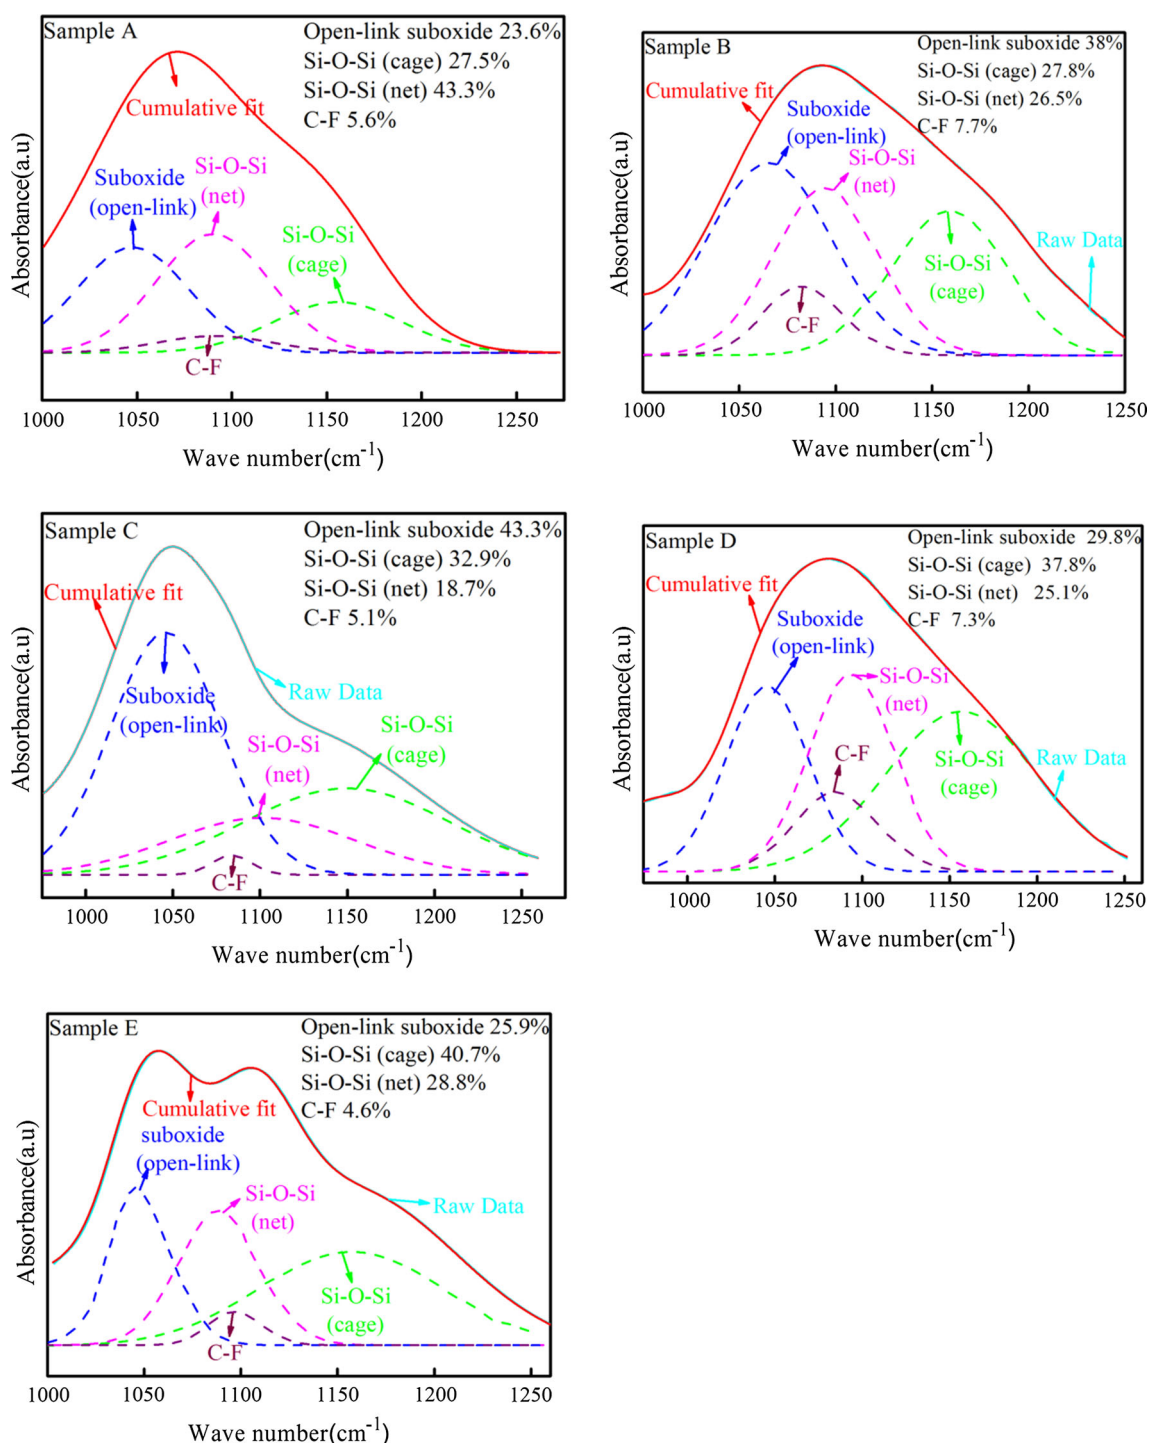 Sample A
Open-link suboxide 23.6%
Si-O-Si (cage) 27.5%
Si-O-Si (net) 43.3%
C-F 5.6%
Cumulative fit
Suboxide
(open-link)
Si-O-Si
(net)
Si-O-Si
(cage)
C-F
Absorbance(a.u)
1000 1050 1100 1150 1200 1250
Wave number(cm-1)
Sample B
Open-link suboxide 38%
Si-O-Si (cage) 27.8%
Si-O-Si (net) 26.5%
C-F 7.7%
Cumulative fit
Suboxide
(open-link)
Si-O-Si
(net)
Raw Data
Si-O-Si
(cage)
C-F
Absorbance(a.u)
1000 1050 1100 1150 1200 1250
Wave number(cm-1)
Sample C
Open-link suboxide 43.3%
Si-O-Si (cage) 32.9%
Si-O-Si (net) 18.7%
C-F 5.1%
Cumulative fit
Suboxide
(open-link)
Raw Data
Si-O-Si
(net)
Si-O-Si
(cage)
C-F
Absorbance(a.u)
1000 1050 1100 1150 1200 1250
Wave number(cm-1)
Sample D
Open-link suboxide 29.8%
Si-O-Si (cage) 37.8%
Si-O-Si (net) 25.1%
C-F 7.3%
Cumulative fit
Suboxide
(open-link)
Si-O-Si
(net)
C-F
Si-O-Si
(cage)
Raw Data
Absorbance(a.u)
1000 1050 1100 1150 1200 1250
Wave number(cm-1)
Sample E
Open-link suboxide 25.9%
Si-O-Si (cage) 40.7%
Si-O-Si (net) 28.8%
C-F 4.6%
Cumulative fit
suboxide
(open-link)
Si-O-Si
(net)
Raw Data
Si-O-Si
(cage)
C-F
Absorbance(a.u)
1000 1050 1100 1150 1200 1250
Wave number(cm-1)